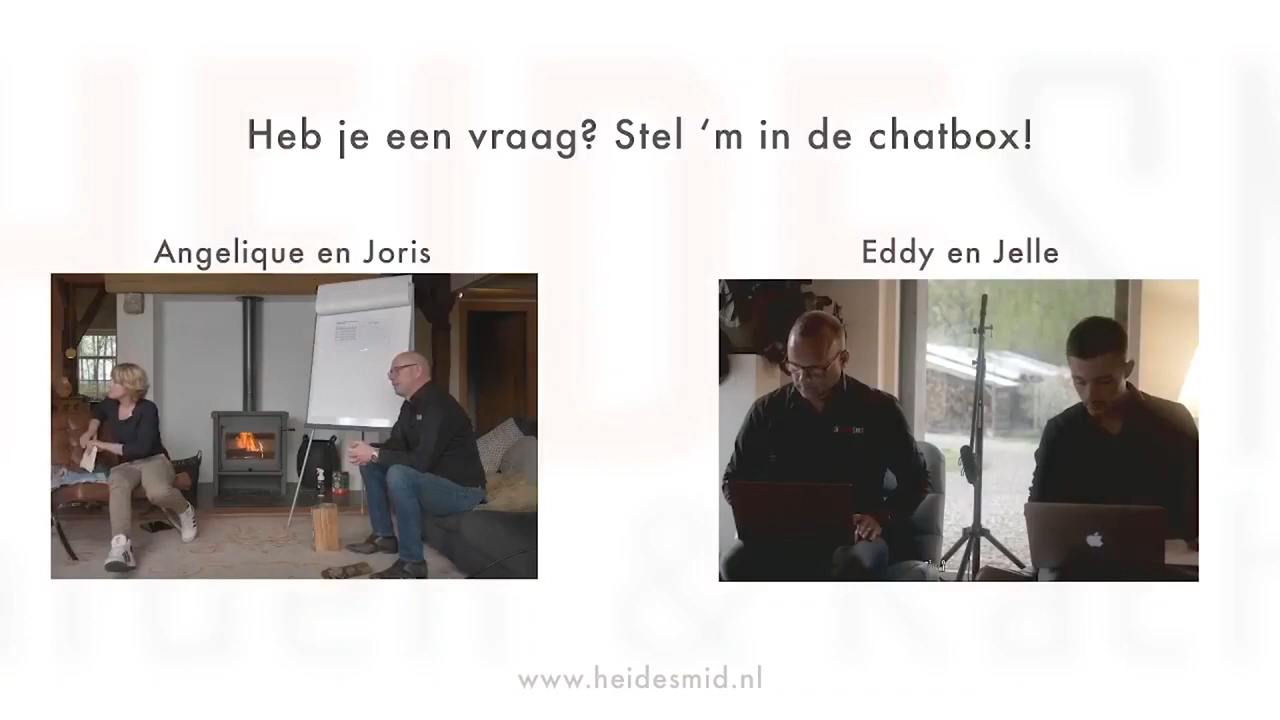 Heb je een vraag? Stel ‘m in de chatbox!
Angelique en Joris
Eddy en Jelle
www.heidesmid.nl